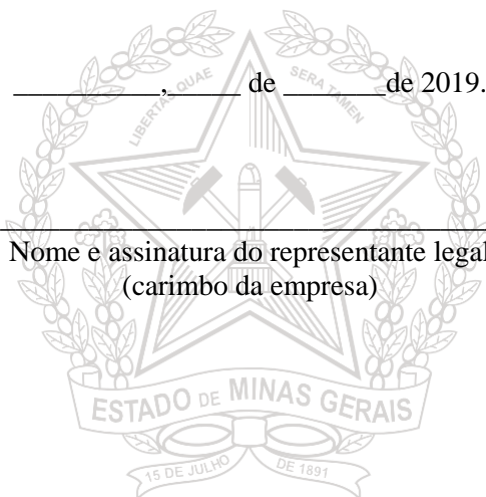 ___________,_____ de _______de 2019.
LIBERTAS QUAE SERA TAMEN
Nome e assinatura do representante legal
(carimbo da empresa)
ESTADO DE MINAS GERAIS
15 DE JULHO DE 1891